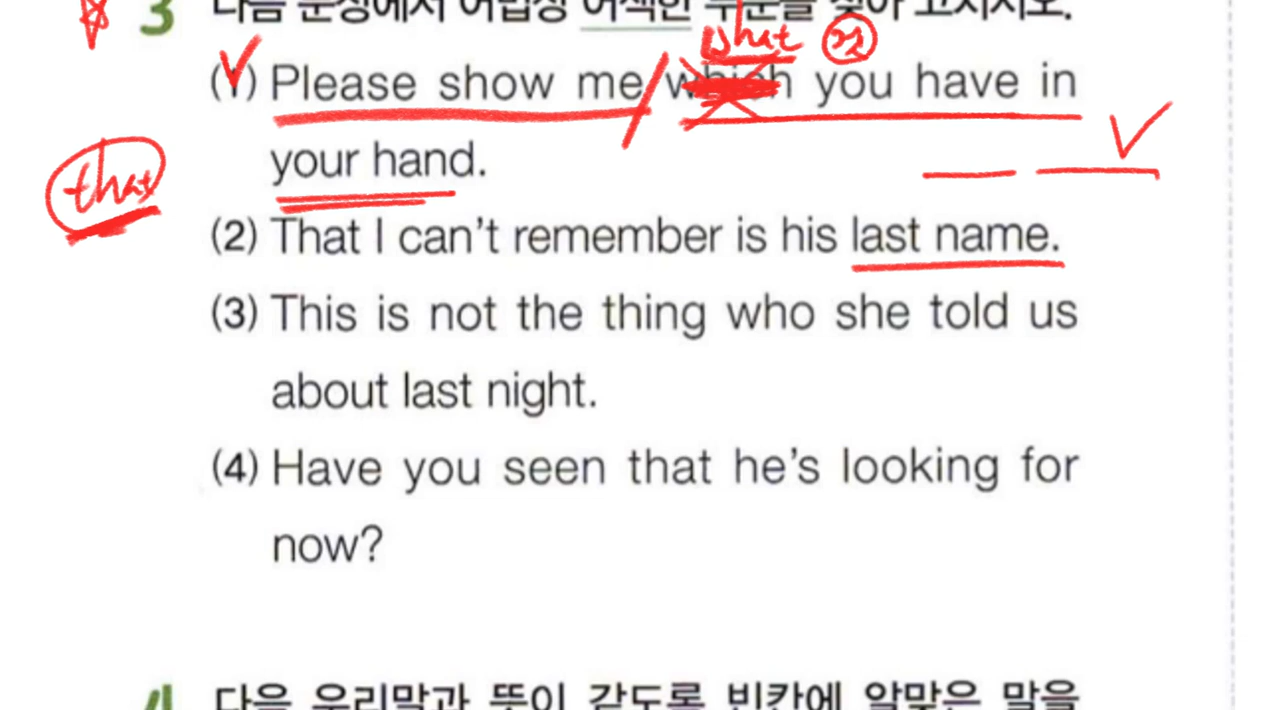 3 다음 문장에서 어법상 어색한 부분을 찾아 고치시오.
what 것
(1) Please show me which you have in
your hand.
that
(2) That I can't remember is his last name.
(3) This is not the thing who she told us
about last night.
(4) Have you seen that he's looking for
now?
4 다음 우리말과 뜻이 같도록 빈칸에 알맞은 말을